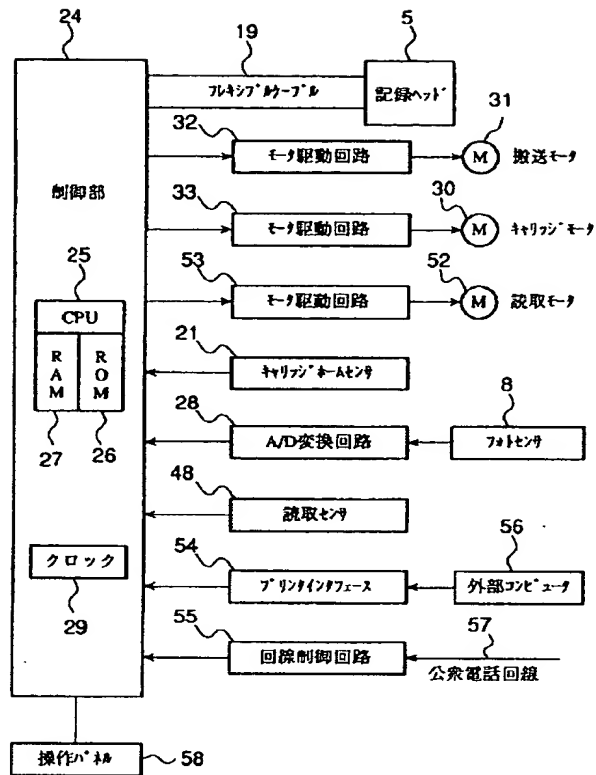 24
19
5
フレキシブルケーブル
記録ヘッド
32
31
モータ駆動回路
M
搬送モータ
制御部
33
30
モータ駆動回路
M
キャリッジモータ
25
53
52
CPU
モータ駆動回路
M
読取モータ
RAM
ROM
21
キャリッジホームセンサ
27
26
28
8
A/D変換回路
フォトセンサ
48
読取センサ
54
56
クロック
プリンタインタフェース
外部コンピュータ
29
55
57
回線制御回路
公衆電話回線
操作パネル
58